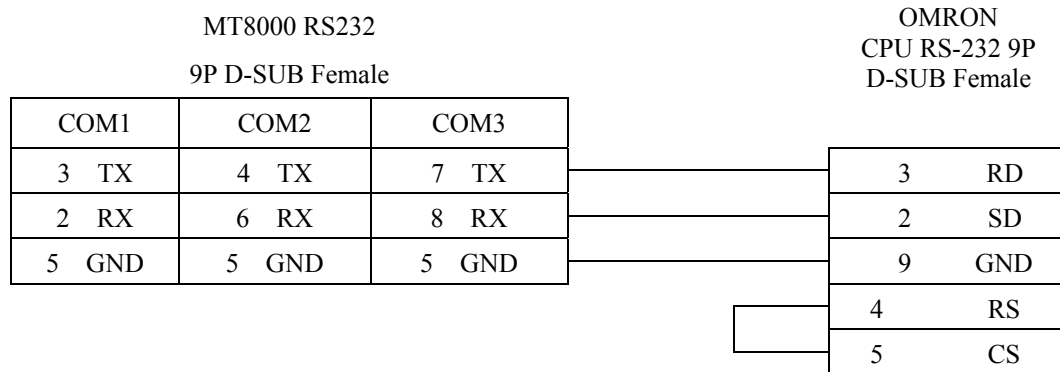 MT8000 RS232
9P D-SUB Female
OMRON
CPU RS-232 9P
D-SUB Female
COM1 COM2 COM3
3 TX 4 TX 7 TX 3 RD
2 RX 6 RX 8 RX 2 SD
5 GND 5 GND 5 GND 9 GND
4 RS
5 CS